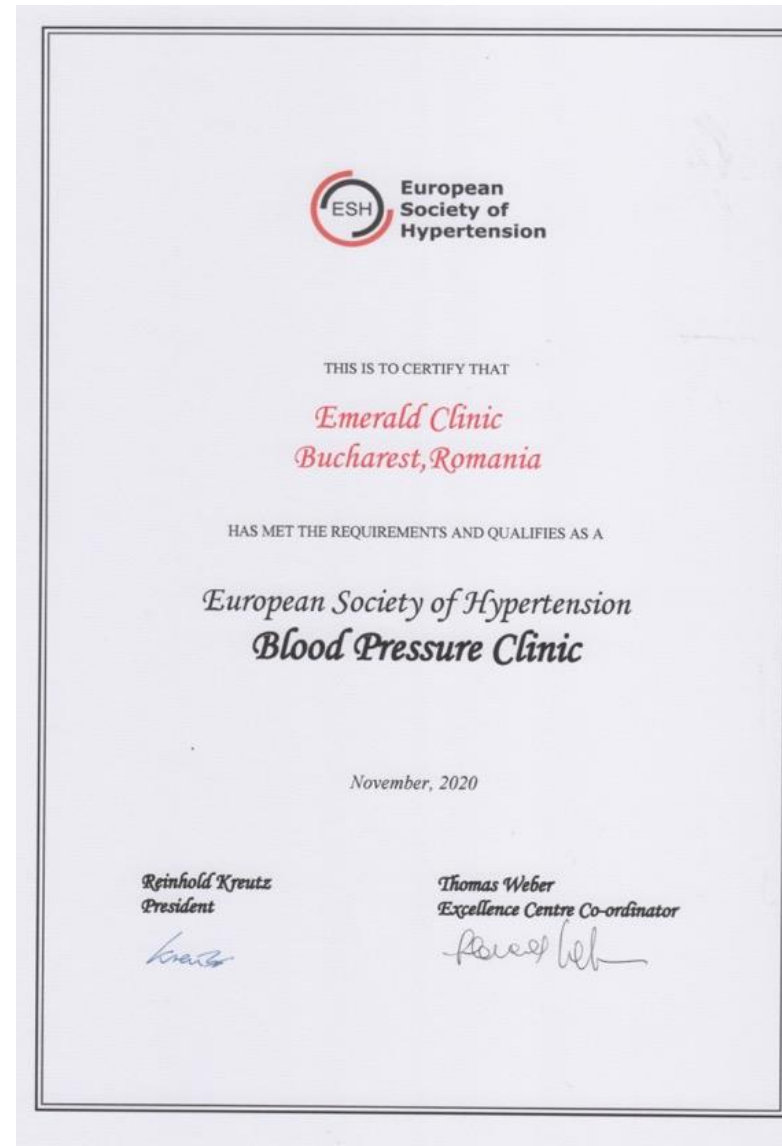 ESH
European
Society of
Hypertension
THIS IS TO CERTIFY THAT
Emerald Clinic
Bucharest,Romania
HAS MET THE REQUIREMENTS AND QUALIFIES AS A
European Society of Hypertension
Blood Pressure Clinic
November, 2020
Reinhold Kreutz
President
Thomas Weber
Excellence Centre Co-ordinator
Kreutz